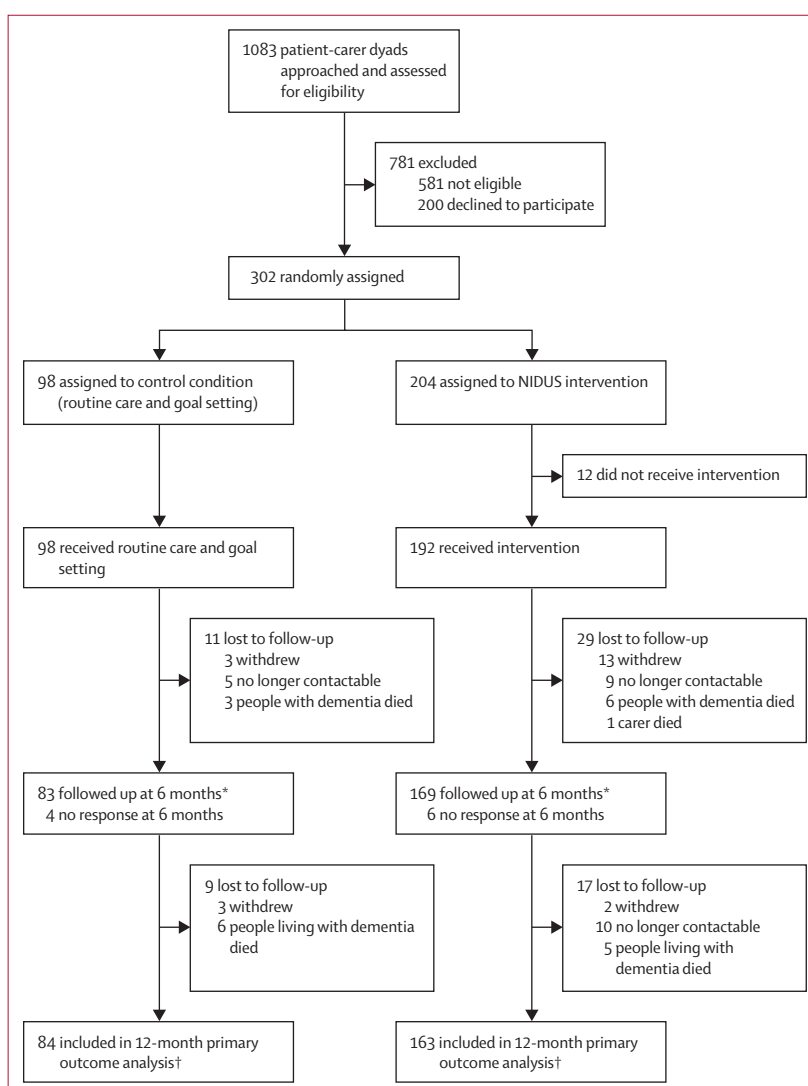 1083 patient-carer dyads
approached and assessed
for eligibility
781 excluded
581 not eligible
200 declined to participate
302 randomly assigned
98 assigned to control condition
(routine care and goal setting)
204 assigned to NIDUS intervention
12 did not receive intervention
98 received routine care and goal
setting
192 received intervention
11 lost to follow-up
3 withdrew
5 no longer contactable
3 people with dementia died
29 lost to follow-up
13 withdrew
9 no longer contactable
6 people with dementia died
1 carer died
83 followed up at 6 months*
4 no response at 6 months
169 followed up at 6 months*
6 no response at 6 months
9 lost to follow-up
3 withdrew
6 people living with dementia
died
17 lost to follow-up
2 withdrew
10 no longer contactable
5 people living with
dementia died
84 included in 12-month primary
outcome analysis†
163 included in 12-month primary
outcome analysis†